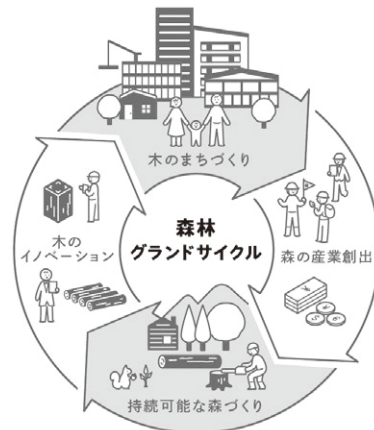 木のまちづくり
森林
グランドサイクル
木の
イノベーション
森の産業創出
持続可能な森づくり